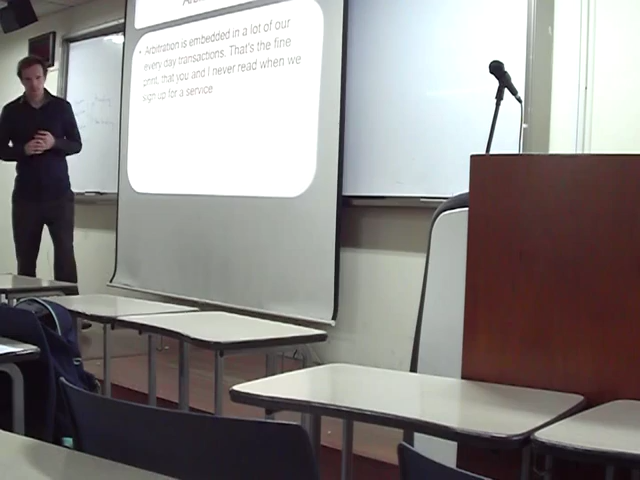 • Arbitration is embedded in a lot of our
every day transactions. That's the fine
print, that you and I never read when we
sign up for a service